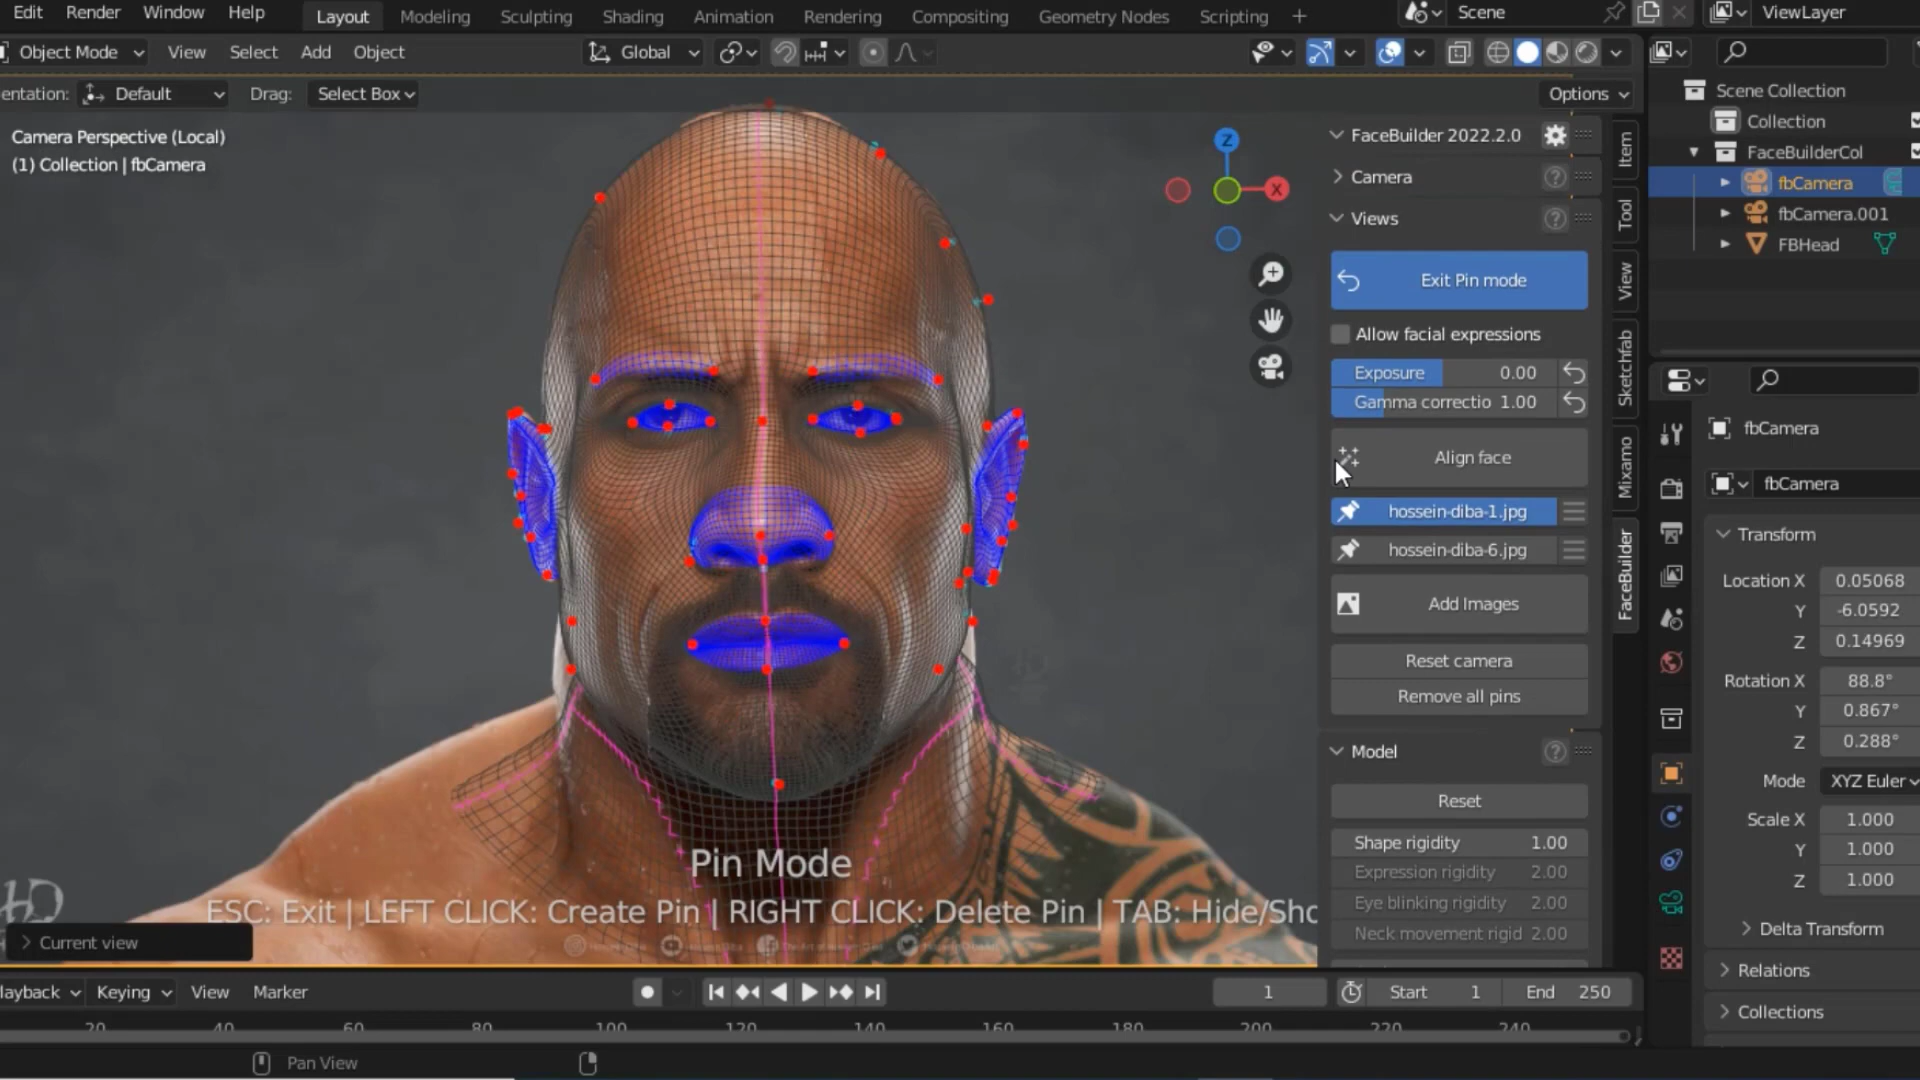 Edit Render Window Help Layout Modeling Sculpting Shading Animation Rendering Compositing Geometry Nodes Scripting + Scene ViewLayer
Object Mode View Select Add Object Global
entation: Default Drag: Select Box Options
Camera Perspective (Local)
(1) Collection | fbCamera
Z
X
FaceBuilder 2022.2.0
Camera
Views
Exit Pin mode
Allow facial expressions
Exposure 0.00
Gamma correctio 1.00
Align face
hossein-diba-1.jpg
hossein-diba-6.jpg
Add Images
Reset camera
Remove all pins
Model
Reset
Shape rigidity 1.00
Expression rigidity 2.00
Eye blinking rigidity 2.00
Neck movement rigid 2.00
Item
Tool
View
Sketchfab
Mixamo
FaceBuilder
Scene Collection
Collection
FaceBuilderCol
fbCamera
fbCamera.001
FBHead
fbCamera
fbCamera
Transform
Location X 0.05068
Y -6.0592
Z 0.14969
Rotation X 88.8°
Y 0.867°
Z 0.288°
Mode XYZ Euler
Scale X 1.000
Y 1.000
Z 1.000
Delta Transform
Relations
Collections
Pin Mode
ESC: Exit | LEFT CLICK: Create Pin | RIGHT CLICK: Delete Pin | TAB: Hide/Sho
Current view
layback Keying View Marker 1 Start 1 End 250
20 40 60 80 100 120 140 160 180 200 220 240
Pan View